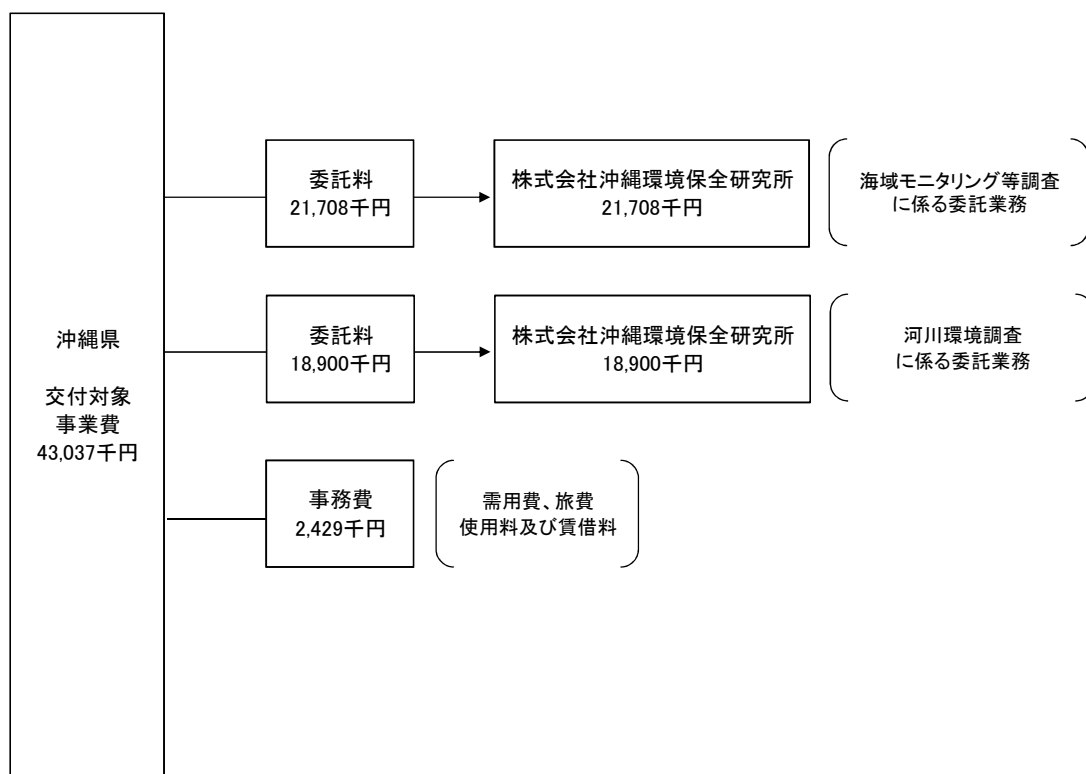 沖縄県
交付対象
事業費
43,037千円
委託料
21,708千円
株式会社沖縄環境保全研究所
21,708千円
海域モニタリング等調査
に係る委託業務
委託料
18,900千円
株式会社沖縄環境保全研究所
18,900千円
河川環境調査
に係る委託業務
事務費
2,429千円
需用費、旅費
使用料及び賃借料